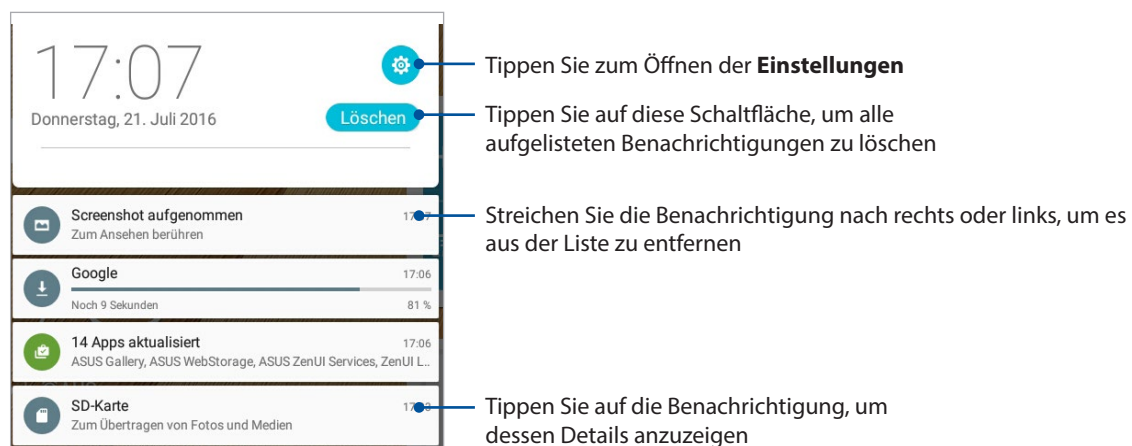 17:07
Donnerstag, 21. Juli 2016
Löschen
Tippen Sie zum Öffnen der Einstellungen
Tippen Sie auf diese Schaltfläche, um alle
aufgelisteten Benachrichtigungen zu löschen
Screenshot aufgenommen
Zum Ansehen berühren
Streichen Sie die Benachrichtigung nach rechts oder links, um es
aus der Liste zu entfernen
Google 17:06
Noch 9 Sekunden 81 %
14 Apps aktualisiert 17:06
ASUS Gallery, ASUS WebStorage, ASUS ZenUI Services, ZenUI L..
SD-Karte
Zum Übertragen von Fotos und Medien
Tippen Sie auf die Benachrichtigung, um
dessen Details anzuzeigen